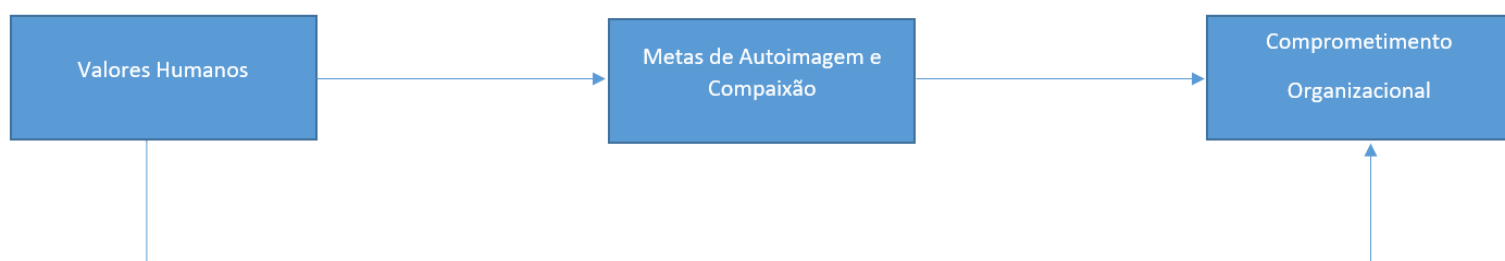 Valores Humanos
Metas de Autoimagem e
Compaixão
Comprometimento
Organizacional